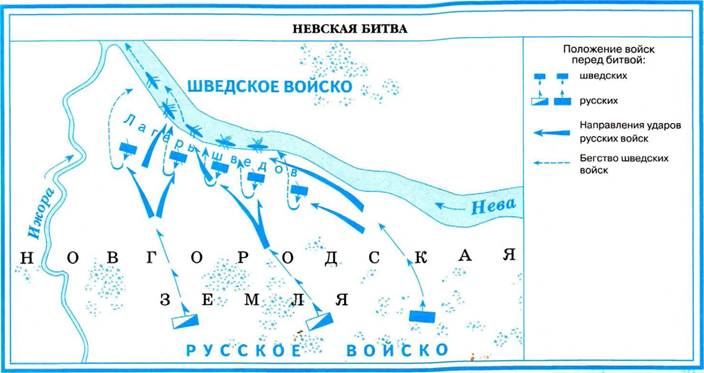 НЕВСКАЯ БИТВА
ШВЕДСКОЕ ВОЙСКО
Лагерь шведов
Ижора
Нева
НОВГОРОДСКАЯ
ЗЕМЛЯ
РУССКОЕ ВОЙСКО
Положение войск
перед битвой:
шведских
русских
Направления ударов
русских войск
Бегство шведских
войск